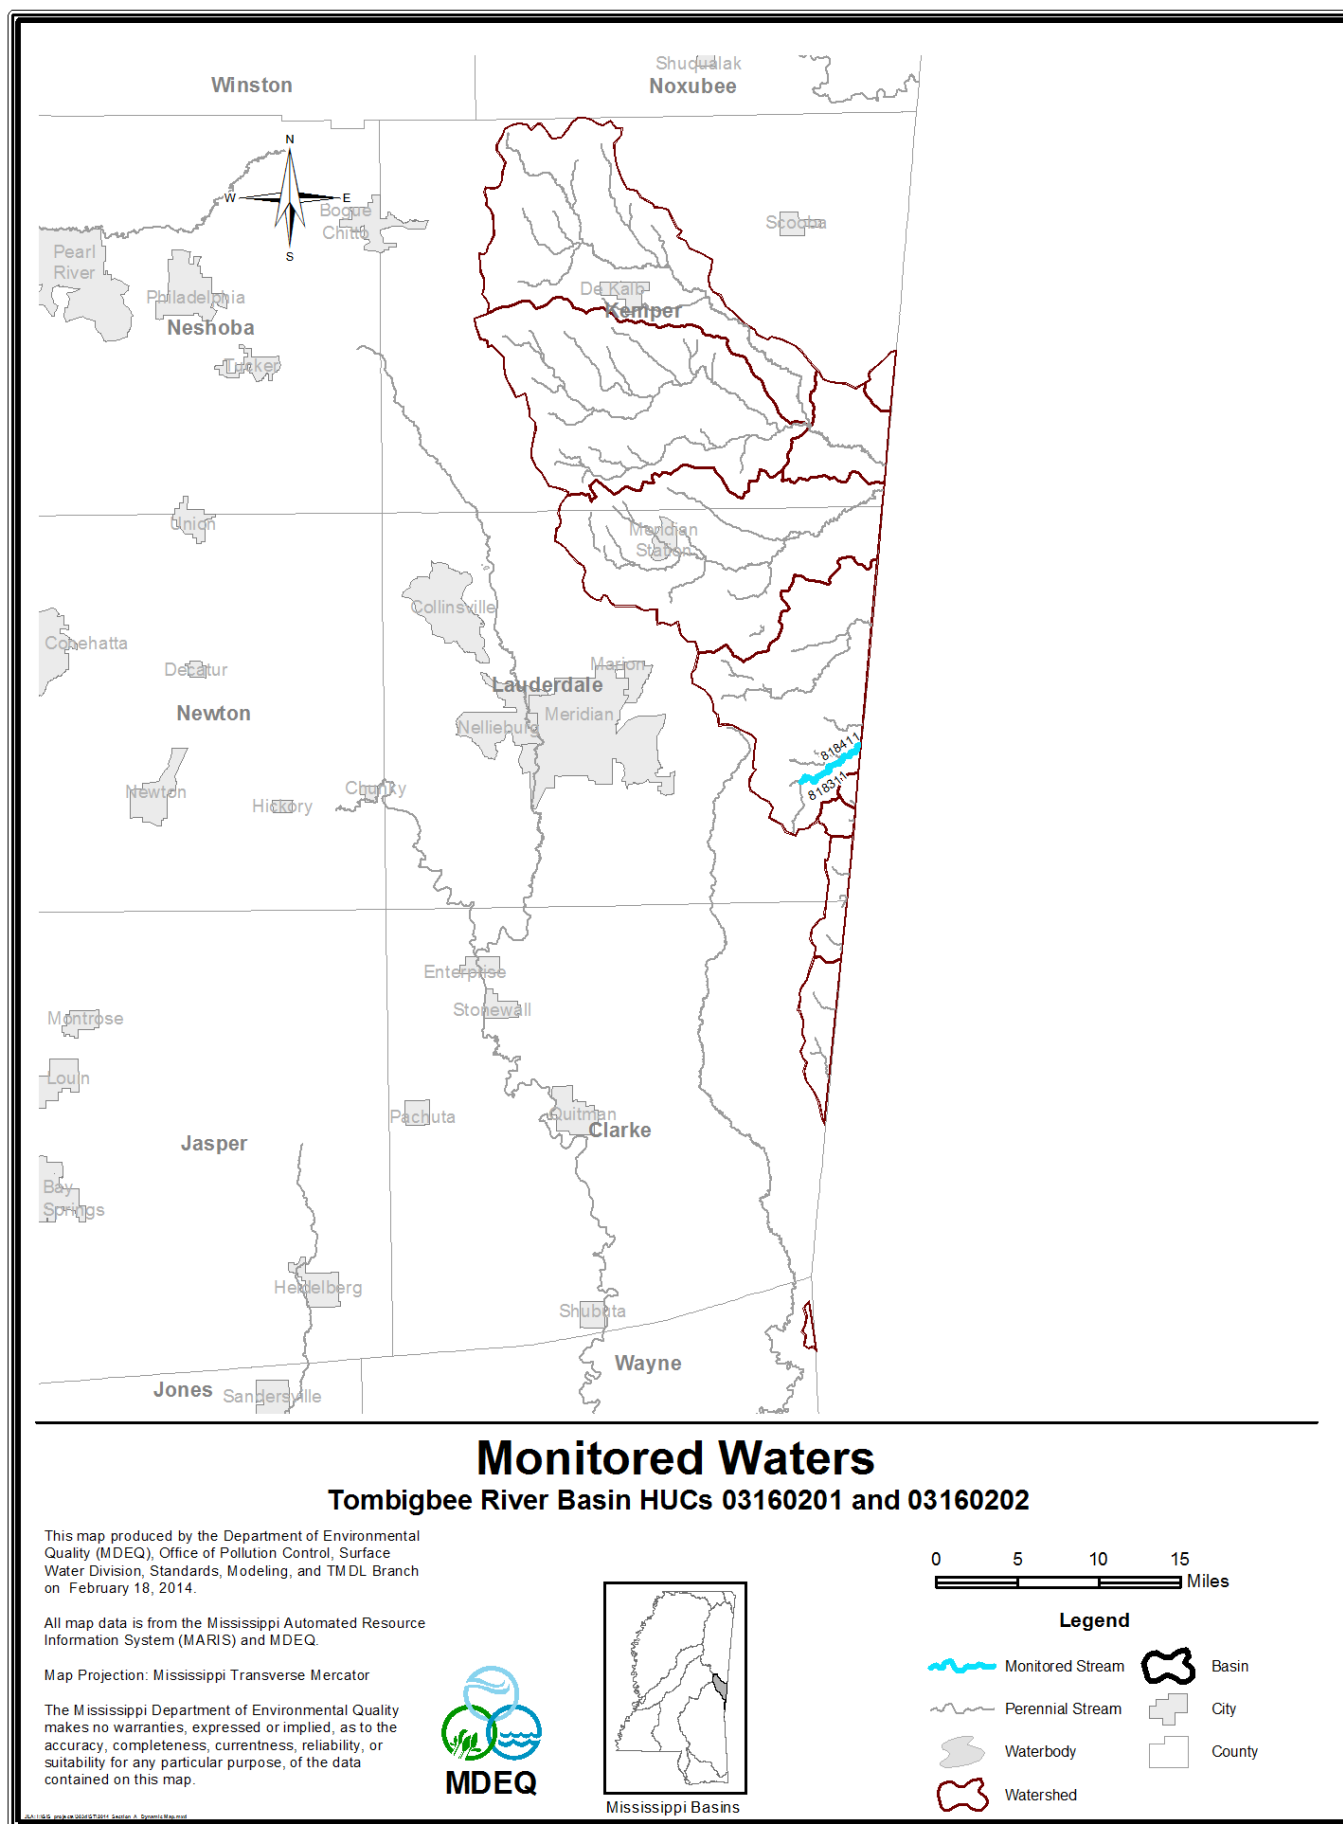 Shuqualak
Winston
Noxubee
N
W
E
S
Bogue
Chitto
Scooba
Pearl
River
Philadelphia
De Kalb
Kemper
Neshoba
Tucker
Union
Meridian
Station
Collinsville
Conehatta
Decatur
Marion
Lauderdale
Newton
Meridian
Nellieburg
818411
818311
Newton
Hickory
Chunky
Enterprise
Stonewall
Montrose
Louin
Pachuta
Quitman
Clarke
Jasper
Bay
Springs
Heidelberg
Shubuta
Wayne
Jones
Sandersville
Monitored Waters
Tombigbee River Basin HUCs 03160201 and 03160202
This map produced by the Department of Environmental
Quality (MDEQ), Office of Pollution Control, Surface
Water Division, Standards, Modeling, and TMDL Branch
on February 18, 2014.
All map data is from the Mississippi Automated Resource
Information System (MARIS) and MDEQ.
Map Projection: Mississippi Transverse Mercator
The Mississippi Department of Environmental Quality
makes no warranties, expressed or implied, as to the
accuracy, completeness, currentness, reliability, or
suitability for any particular purpose, of the data
contained on this map.
MDEQ
Mississippi Basins
0 5 10 15
Miles
Legend
Monitored Stream
Basin
Perennial Stream
City
Waterbody
County
Watershed